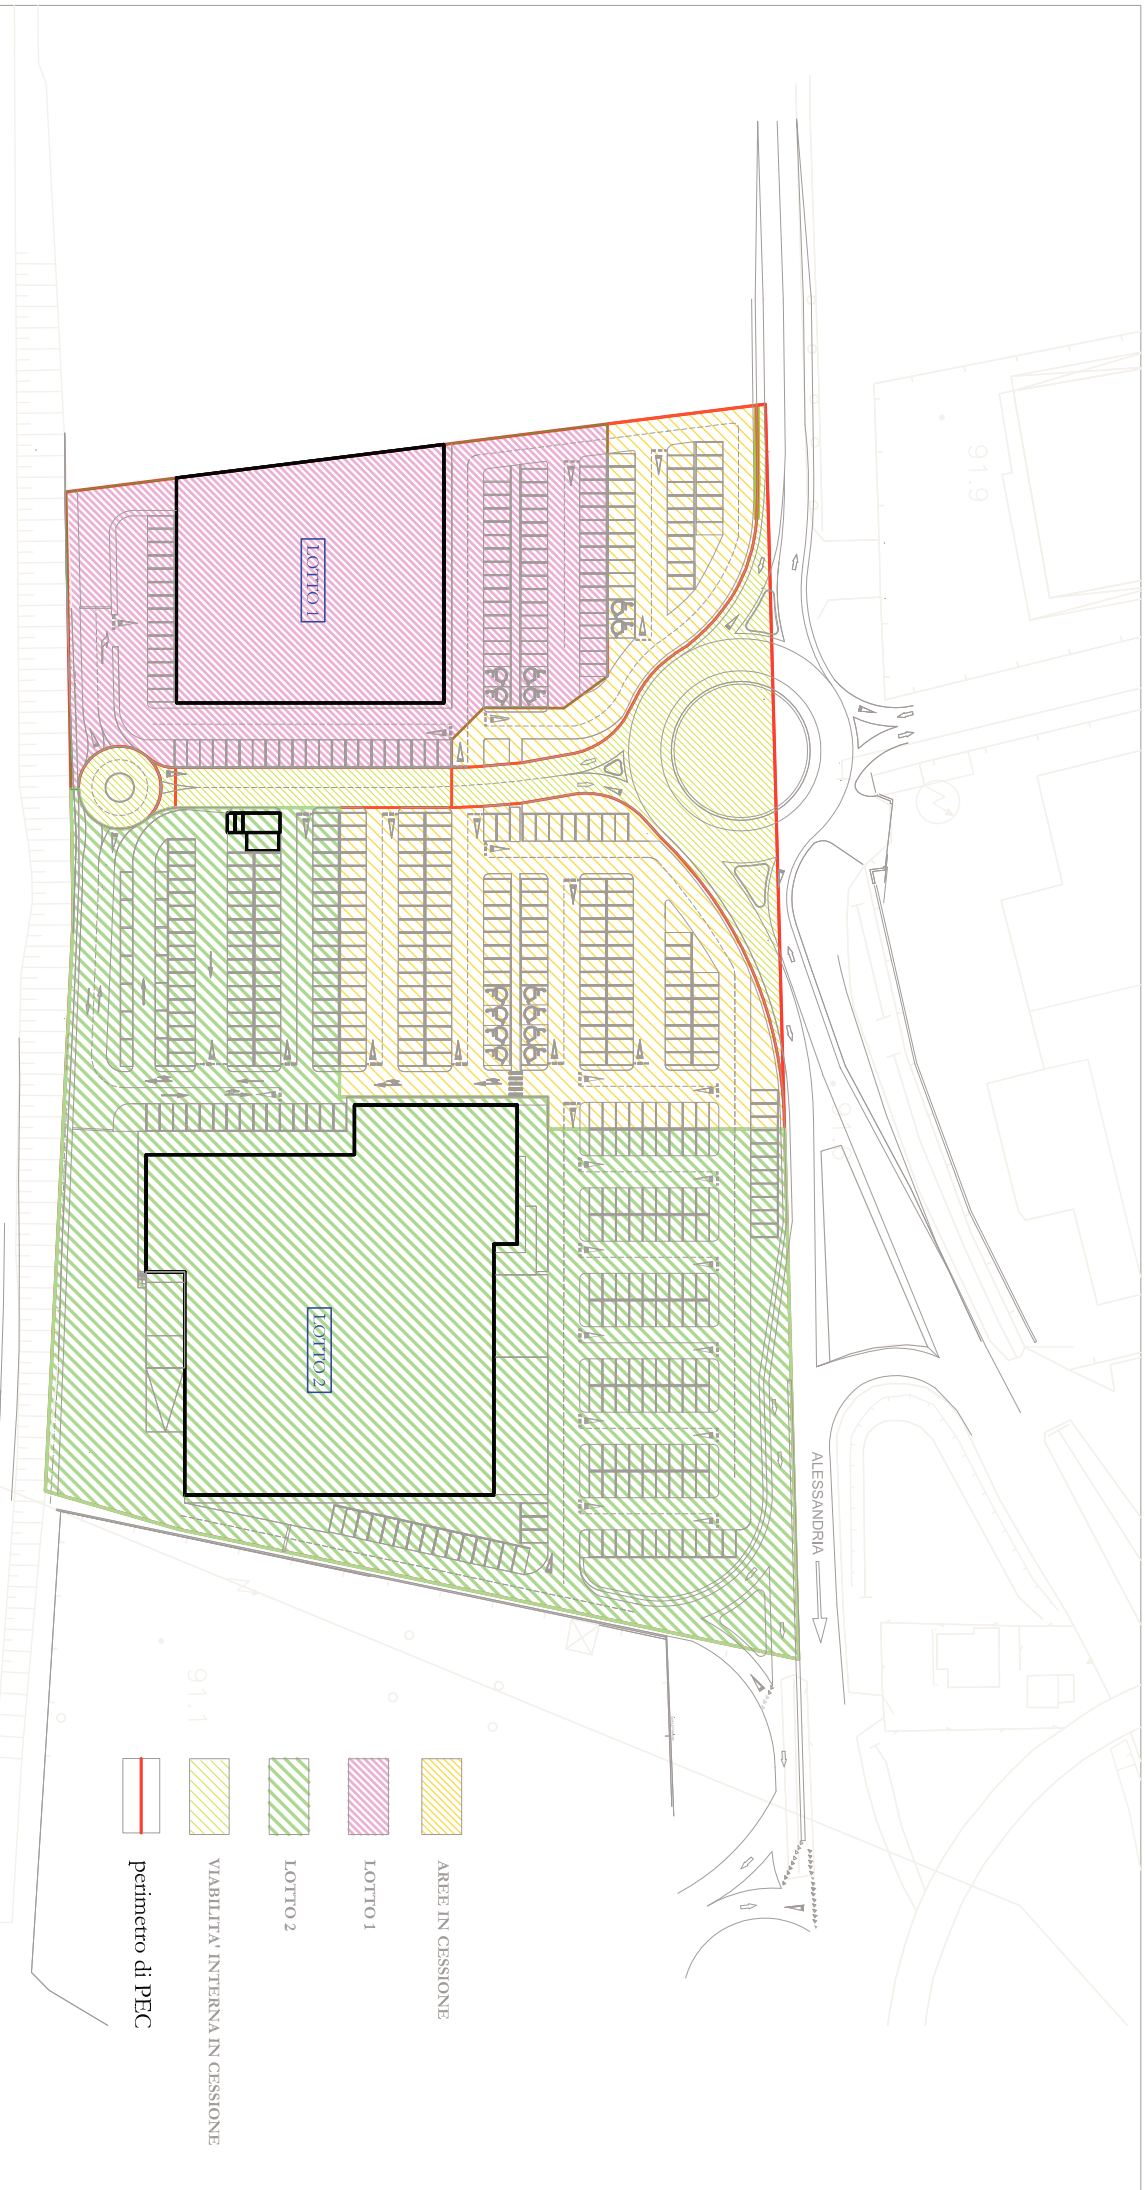 91.9
LOTTO 1
LOTTO 2
ALESSANDRIA
91.1
AREE IN CESSIONE
LOTTO 1
LOTTO 2
VIABILITA' INTERNA IN CESSIONE
perimetro di PEC